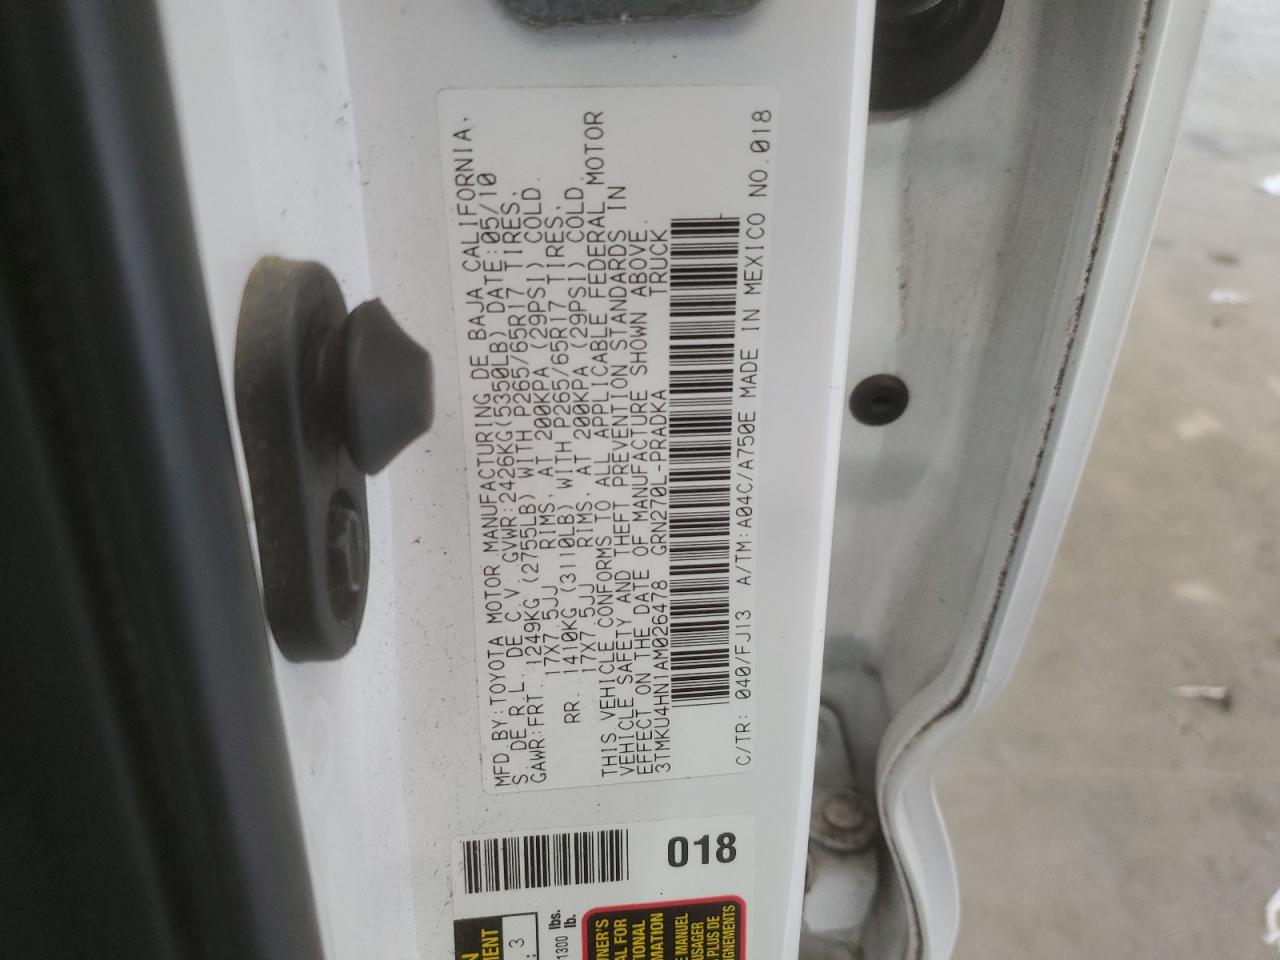 MFD.BY:TOYOTA MOTOR MANUFACTURING DE BAJA CALIFORNIA,
S. DE R.L. DE C.V. GVWR:2426KG(5350LB) DATE:05/10
GAWR:FRT. 1249KG (2755LB) WITH P265/65R17 TIRES,
17X7.5JJ RIMS, AT 200KPA (29PSI) COLD.
RR. 1410KG (3110LB) WITH P265/65R17 TIRES,
17X7.5JJ RIMS, AT 200KPA (29PSI) COLD.
THIS VEHICLE CONFORMS TO ALL APPLICABLE FEDERAL MOTOR
VEHICLE SAFETY AND THEFT PREVENTION STANDARDS IN
EFFECT ON THE DATE OF MANUFACTURE SHOWN ABOVE.
3TMKU4HN1AM026478 GRN270L-PRADKA TRUCK
C/TR: 040/FJ13 A/TM:A04C/A750E MADE IN MEXICO NO.018
018
: 3
1300 lbs.
lb.